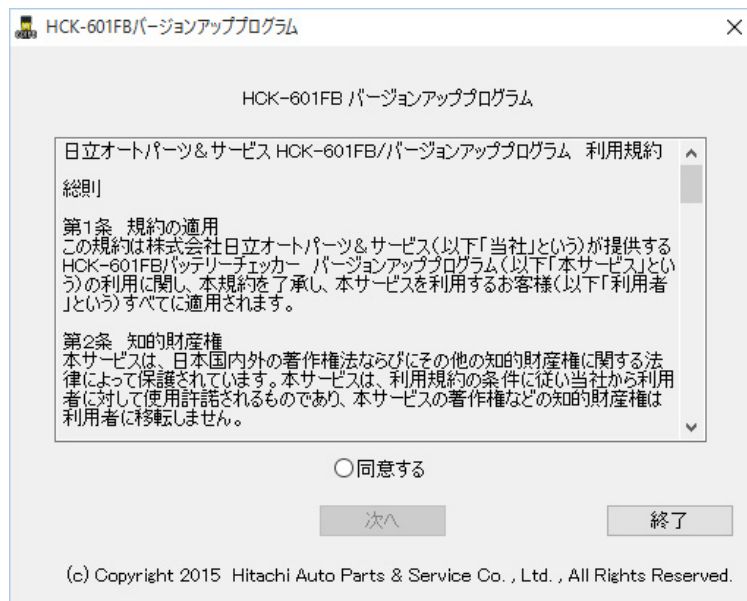 HCK-601FBバージョンアッププログラム
HCK-601FB バージョンアッププログラム
日立オートパーツ&サービス HCK-601FB/バージョンアッププログラム 利用規約
総則
第1条 規約の適用
この規約は株式会社日立オートパーツ&サービス(以下「当社」という)が提供する
HCK-601FBバッテリーチェッカー バージョンアッププログラム(以下「本サービス」とい
う)の利用に関し、本規約を了承し、本サービスを利用するお客様(以下「利用者
」という)すべてに適用されます。
第2条 知的財産権
本サービスは、日本国内外の著作権法ならびにその他の知的財産権に関する法
律によって保護されています。本サービスは、利用規約の条件に従い当社から利用
者に対して使用許諾されるものであり、本サービスの著作権などの知的財産権は
利用者に移転しません。
同意する
次へ
終了
(c) Copyright 2015 Hitachi Auto Parts & Service Co. , Ltd. , All Rights Reserved.